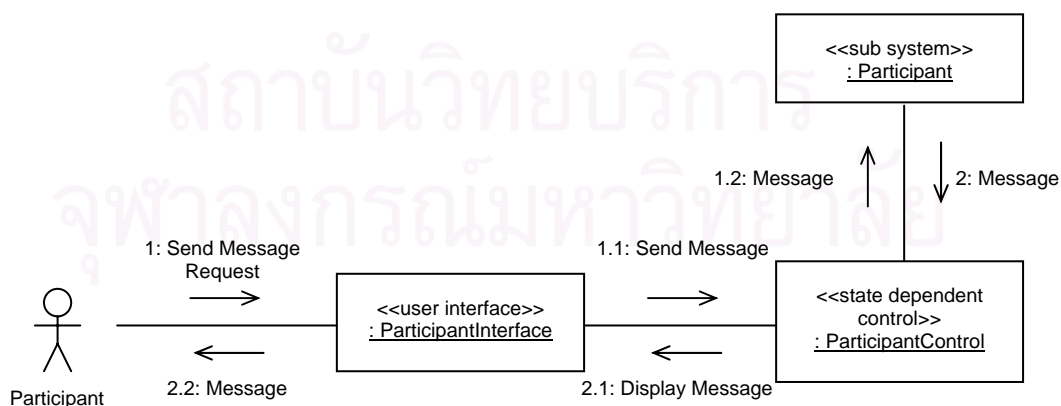 <<sub system>>
: Participant
สถาบันวิทยบริการ
1.2: Message
2: Message
จุฬาลงกรณ์มหาวิทยาลัย
1: Send Message
Request
1.1: Send Message
<<user interface>>
: ParticipantInterface
<<state dependent
control>>
: ParticipantControl
2.2: Message
2.1: Display Message
Participant